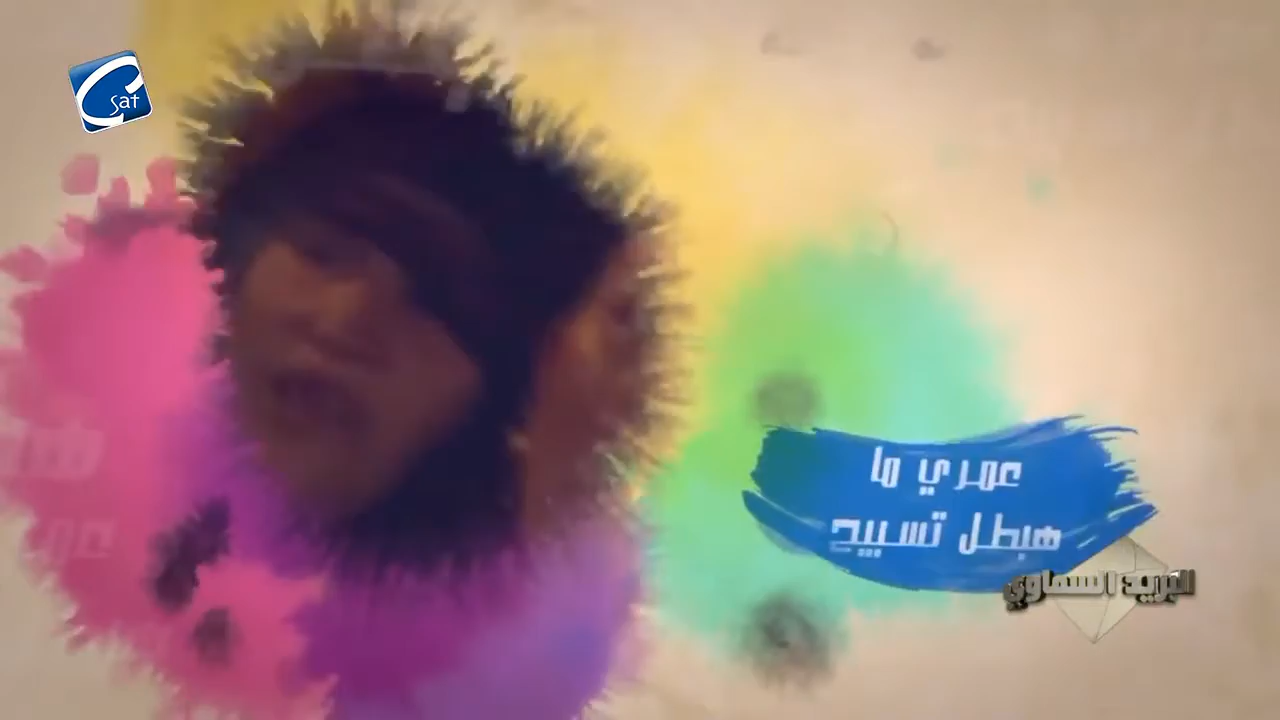 Sat
عمري ما
هبطل تسبيح
البريد السماوي